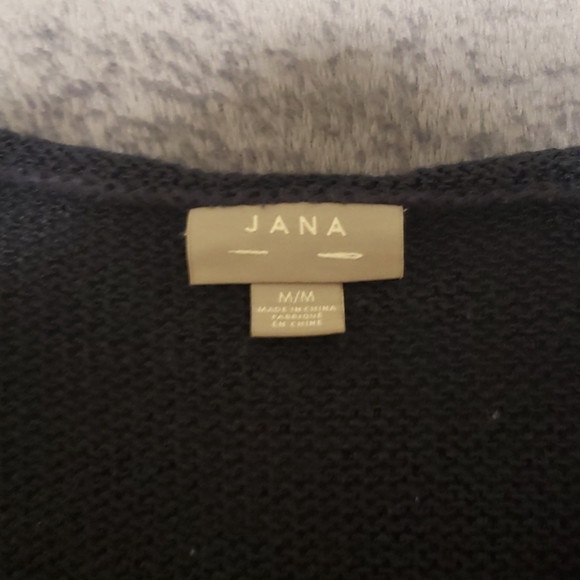 JANA
M/M
MADE IN CHINA
FABRIQUÉ
EN CHINE